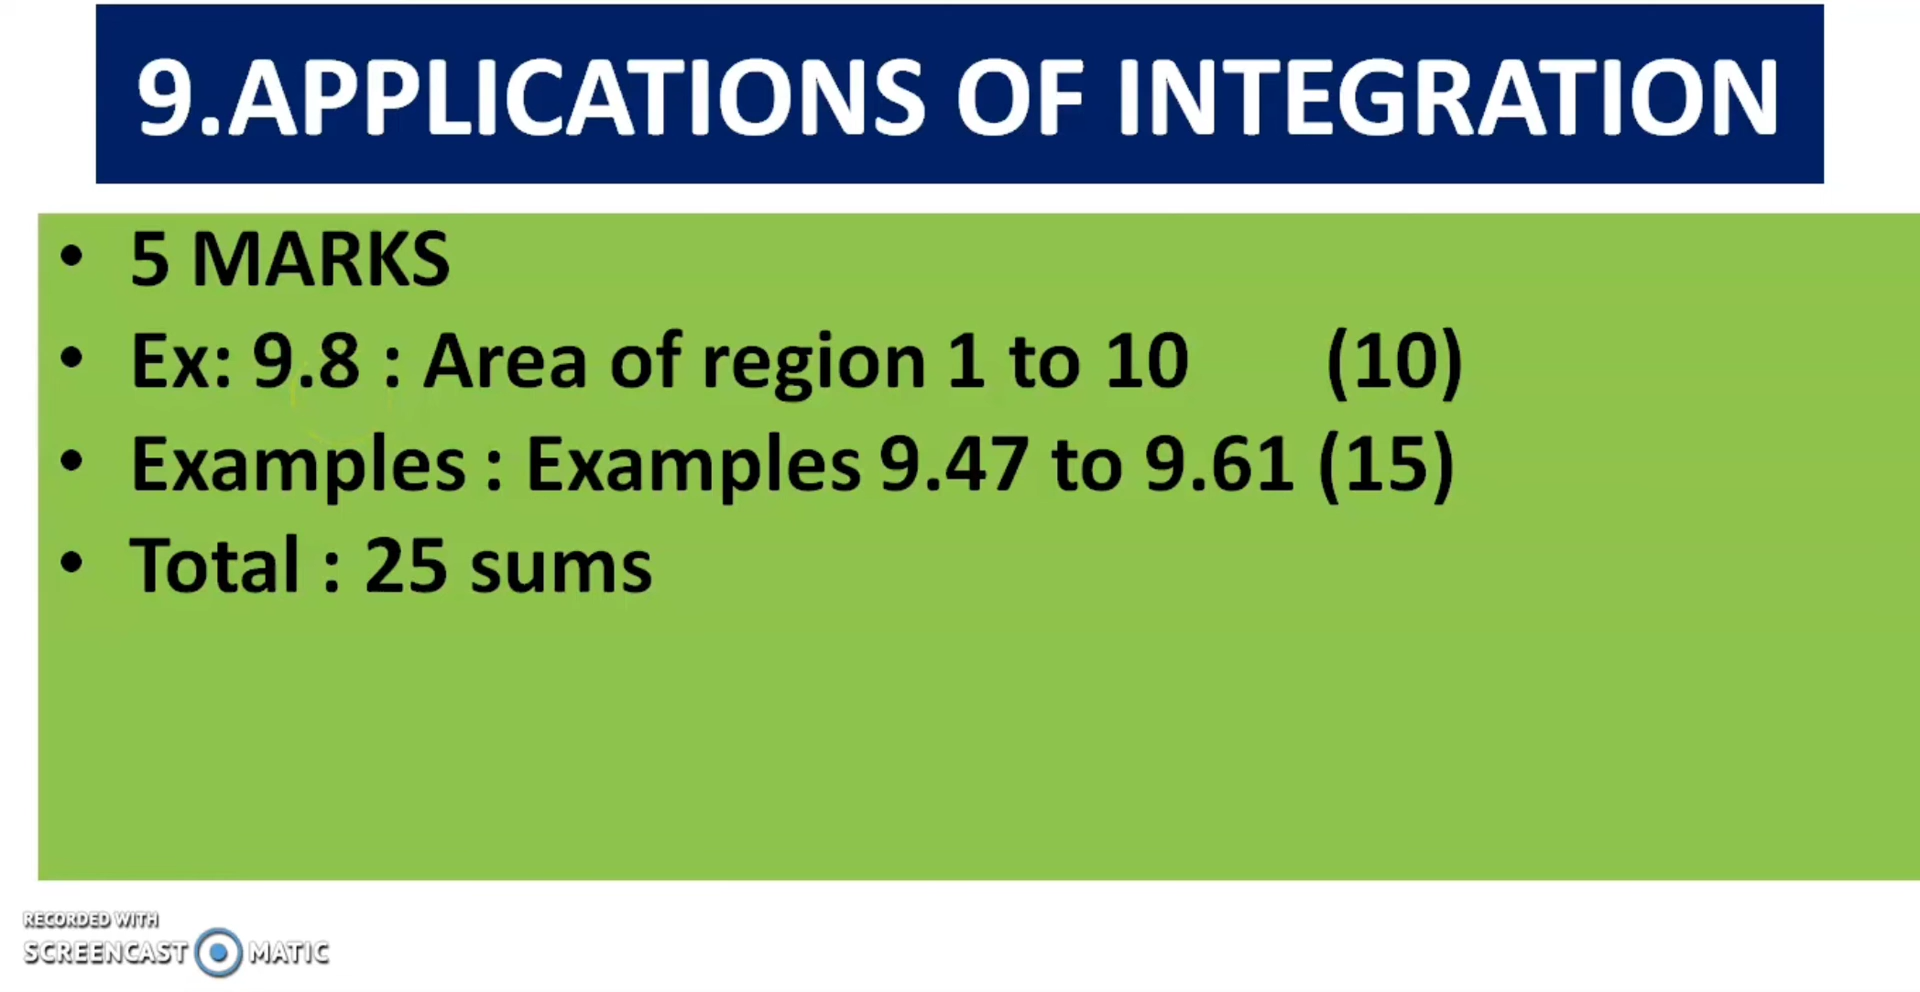 9.APPLICATIONS OF INTEGRATION
• 5 MARKS
• Ex: 9.8 : Area of region 1 to 10 (10)
• Examples : Examples 9.47 to 9.61 (15)
• Total : 25 sums
RECORDED WITH
SCREENCAST MATIC